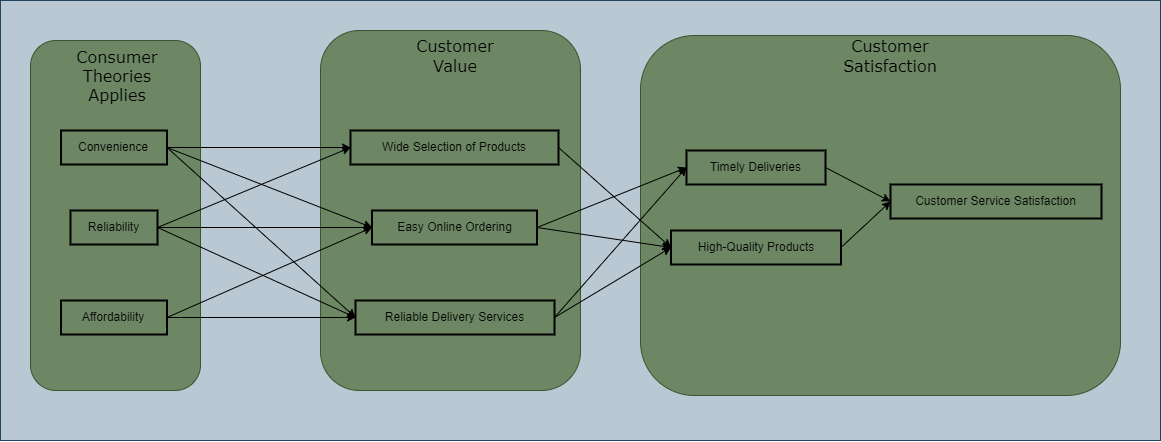 Consumer
Theories
Applies
Convenience
Reliability
Affordability
Customer
Value
Wide Selection of Products
Easy Online Ordering
Reliable Delivery Services
Customer
Satisfaction
Timely Deliveries
High-Quality Products
Customer Service Satisfaction